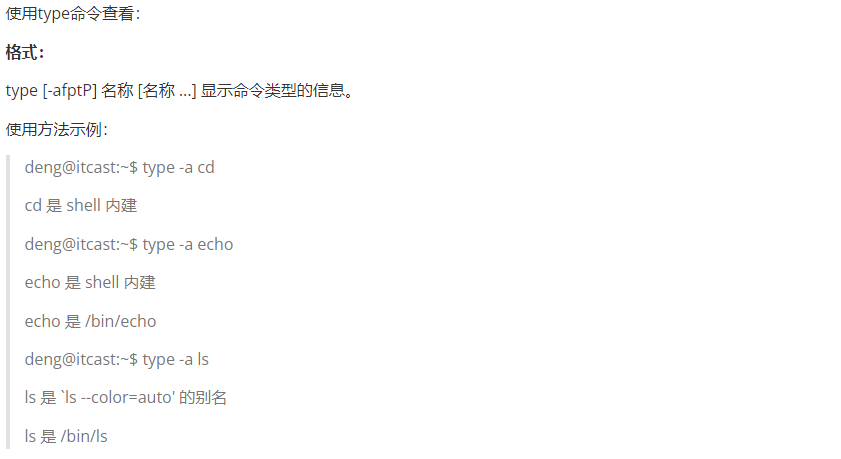 使用type命令查看：
格式：
type [-afptP] 名称 [名称 ...] 显示命令类型的信息。
使用方法示例：
deng@itcast:~$ type -a cd
cd 是 shell 内建
deng@itcast:~$ type -a echo
echo 是 shell 内建
echo 是 /bin/echo
deng@itcast:~$ type -a ls
ls 是 `ls --color=auto' 的别名
ls 是 /bin/ls